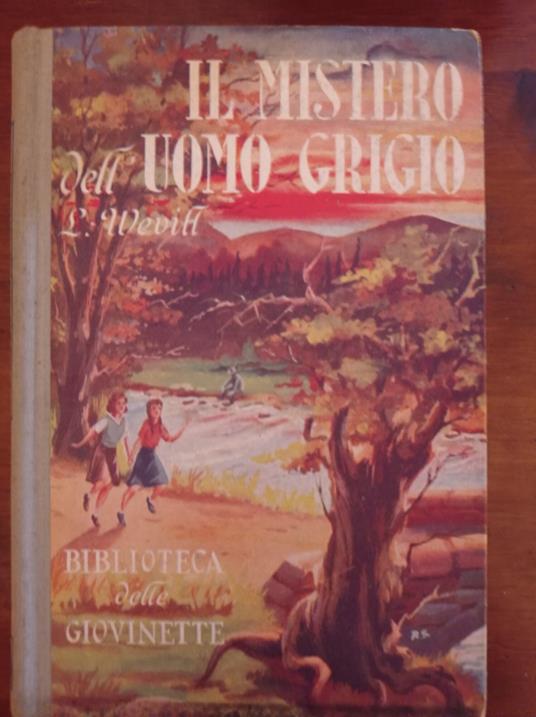 IL MISTERO
dell'UOMO GRIGIO
L. Wevill
BIBLIOTECA
delle
GIOVINETTE
R.S.